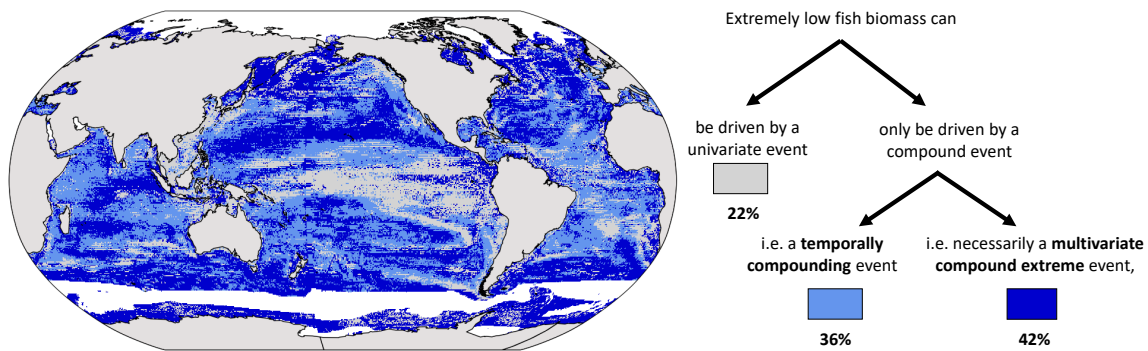 Extremely low fish biomass can
be driven by a
univariate event
22%
only be driven by a
compound event
i.e. a temporally
compounding event
36%
i.e. necessarily a multivariate
compound extreme event,
42%